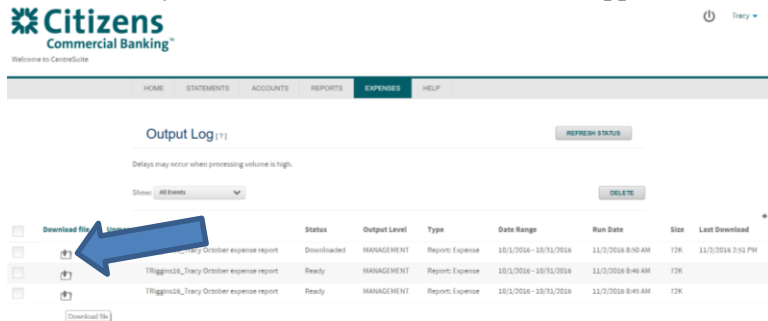 Citizens
Commercial Banking™
Tracy
Welcome to CentreSuite
HOME STATEMENTS ACCOUNTS REPORTS EXPENSES HELP
Output Log [?]
REFRESH STATUS
Delays may occur when processing volume is high.
Show: All Events
DELETE
Download file Status Output Level Type Date Range Run Date Size Last Download
Tracy October expense report Downloaded MANAGEMENT Report: Expense 10/1/2016 - 10/31/2016 11/2/2016 8:50 AM 72K 11/2/2016 2:51 PM
TRiggins16_Tracy October expense report Ready MANAGEMENT Report: Expense 10/1/2016 - 10/31/2016 11/2/2016 8:46 AM 72K
TRiggins16_Tracy October expense report Ready MANAGEMENT Report: Expense 10/1/2016 - 10/31/2016 11/2/2016 8:45 AM 72K
Download file